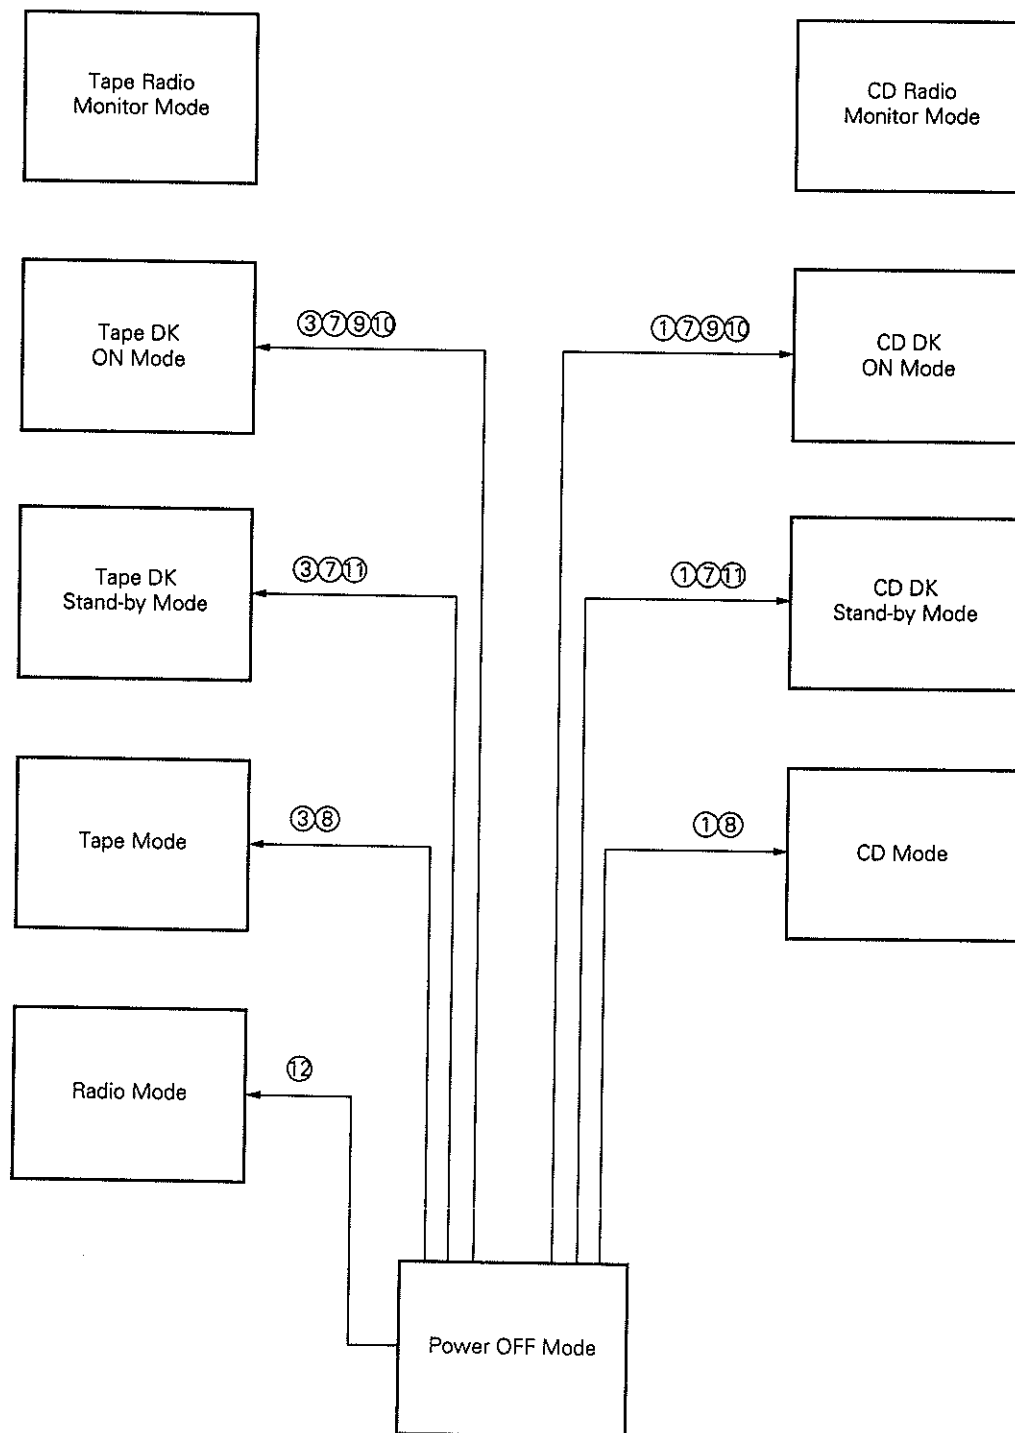 Tape Radio
Monitor Mode
CD Radio
Monitor Mode
Tape DK
ON Mode
③⑦⑨⑩
①⑦⑨⑩
CD DK
ON Mode
Tape DK
Stand-by Mode
③⑦⑪
①⑦⑪
CD DK
Stand-by Mode
Tape Mode
③⑧
①⑧
CD Mode
Radio Mode
⑫
Power OFF Mode